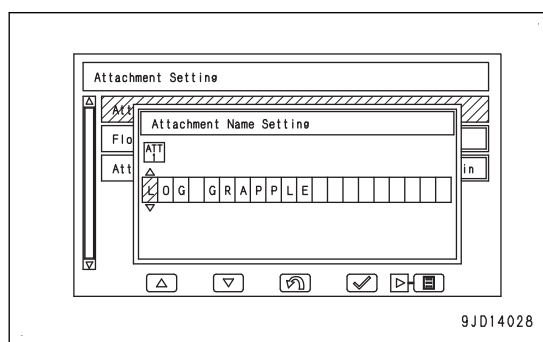 Attachment Setting
Att
Flo
Att in
Attachment Name Setting
ATT
1
LOG GRAPPLE
9JD14028